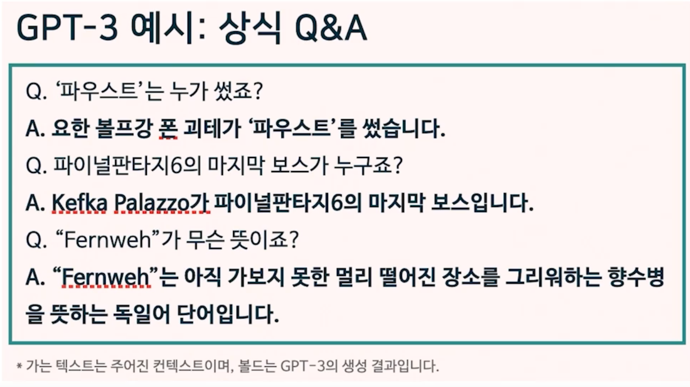 GPT-3 예시: 상식 Q&A
Q. ‘파우스트’는 누가 썼죠?
A. 요한 볼프강 폰 괴테가 ‘파우스트’를 썼습니다.
Q. 파이널판타지6의 마지막 보스가 누구죠?
A. Kefka Palazzo가 파이널판타지6의 마지막 보스입니다.
Q. “Fernweh”가 무슨 뜻이죠?
A. “Fernweh”는 아직 가보지 못한 멀리 떨어진 장소를 그리워하는 향수병
을 뜻하는 독일어 단어입니다.
* 가는 텍스트는 주어진 컨텍스트이며, 볼드는 GPT-3의 생성 결과입니다.